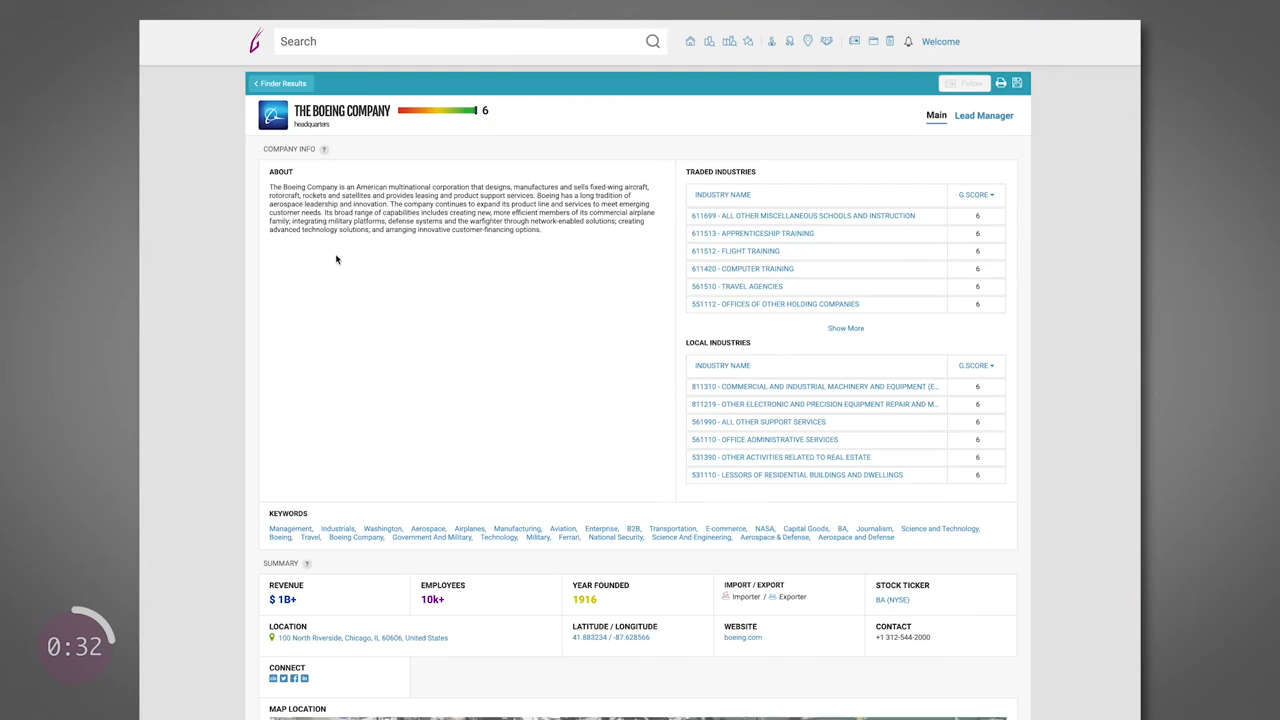 Search
Welcome
Finder Results
Follow
THE BOEING COMPANY
6
headquarters
Main
Lead Manager
COMPANY INFO ?
ABOUT
The Boeing Company is an American multinational corporation that designs, manufactures and sells fixed-wing aircraft,
rotorcraft, rockets and satellites and provides leasing and product support services. Boeing has a long tradition of
aerospace leadership and innovation. The company continues to expand its product line and services to meet emerging
customer needs. Its broad range of capabilities includes creating new, more efficient members of its commercial airplane
family; integrating military platforms, defense systems and the warfighter through network-enabled solutions; creating
advanced technology solutions; and arranging innovative customer-financing options.
TRADED INDUSTRIES
INDUSTRY NAME G.SCORE
611699 - ALL OTHER MISCELLANEOUS SCHOOLS AND INSTRUCTION 6
611513 - APPRENTICESHIP TRAINING 6
611512 - FLIGHT TRAINING 6
611420 - COMPUTER TRAINING 6
561510 - TRAVEL AGENCIES 6
551112 - OFFICES OF OTHER HOLDING COMPANIES 6
Show More
LOCAL INDUSTRIES
INDUSTRY NAME G.SCORE
811310 - COMMERCIAL AND INDUSTRIAL MACHINERY AND EQUIPMENT (E... 6
811219 - OTHER ELECTRONIC AND PRECISION EQUIPMENT REPAIR AND M... 6
561990 - ALL OTHER SUPPORT SERVICES 6
561110 - OFFICE ADMINISTRATIVE SERVICES 6
531390 - OTHER ACTIVITIES RELATED TO REAL ESTATE 6
531110 - LESSORS OF RESIDENTIAL BUILDINGS AND DWELLINGS 6
KEYWORDS
Management, Industrials, Washington, Aerospace, Airplanes, Manufacturing, Aviation, Enterprise, B2B, Transportation, E-commerce, NASA, Capital Goods, BA, Journalism, Science and Technology,
Boeing, Travel, Boeing Company, Government And Military, Technology, Military, Ferrari, National Security, Science And Engineering, Aerospace & Defense, Aerospace and Defense
SUMMARY ?
REVENUE
$ 1B+
EMPLOYEES
10k+
YEAR FOUNDED
1916
IMPORT / EXPORT
Importer / Exporter
STOCK TICKER
BA (NYSE)
LOCATION
100 North Riverside, Chicago, IL 60606, United States
LATITUDE / LONGITUDE
41.883234 / -87.628566
WEBSITE
boeing.com
CONTACT
+1 312-544-2000
CONNECT
MAP LOCATION
0:32